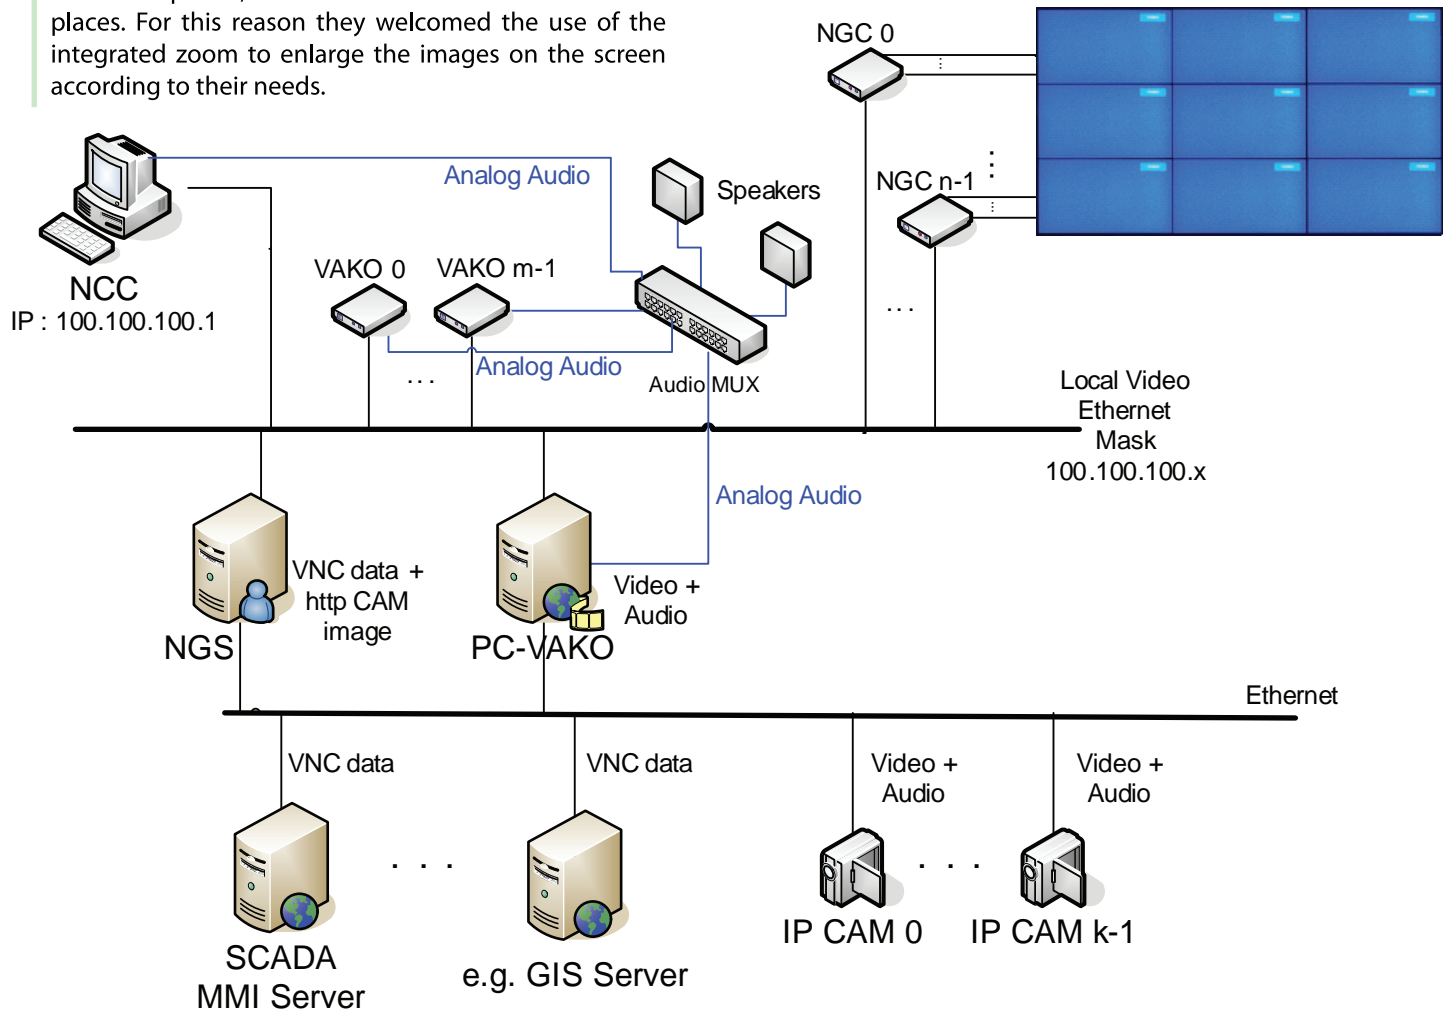 places. For this reason they welcomed the use of the
integrated zoom to enlarge the images on the screen
according to their needs.
NGC 0
Analog Audio
Speakers
NGC n-1
VAKO 0
VAKO m-1
NCC
IP : 100.100.100.1
Analog Audio
Audio MUX
Local Video
Ethernet
Mask
100.100.100.x
Analog Audio
VNC data +
http CAM
image
Video +
Audio
NGS
PC-VAKO
Ethernet
VNC data
VNC data
Video +
Audio
Video +
Audio
IP CAM 0
IP CAM k-1
SCADA
MMI Server
e.g. GIS Server